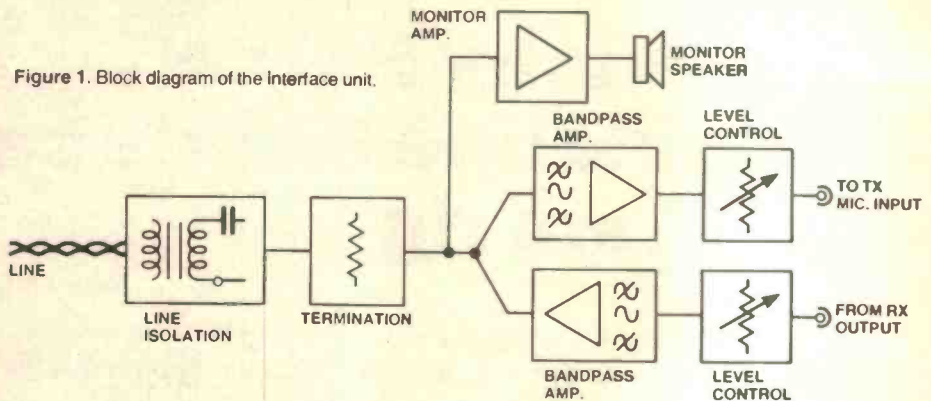 MONITOR
AMP.
MONITOR
SPEAKER
Figure 1. Block diagram of the interface unit.
BANDPASS
AMP.
LEVEL
CONTROL
TO TX
MIC. INPUT
LINE
LINE
ISOLATION
TERMINATION
FROM RX
OUTPUT
BANDPASS
AMP.
LEVEL
CONTROL